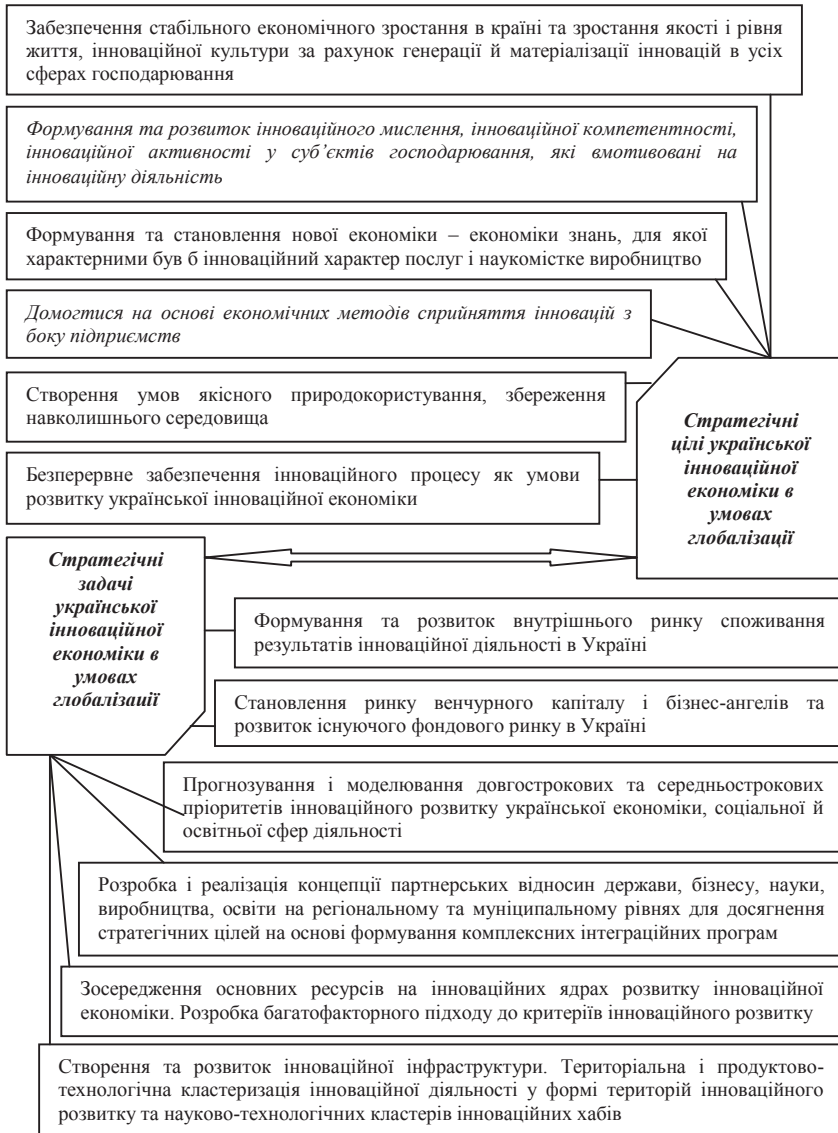 Забезпечення стабільного економічного зростання в країні та зростання якості і рівня
життя, інноваційної культури за рахунок генерації й матеріалізації інновацій в усіх
сферах господарювання
Формування та розвиток інноваційного мислення, інноваційної компетентності,
інноваційної активності у суб’єктів господарювання, які вмотивовані на
інноваційну діяльність
Формування та становлення нової економіки – економіки знань, для якої
характерними був б інноваційний характер послуг і наукомістке виробництво
Домогтися на основі економічних методів сприйняття інновацій з
боку підприємств
Створення умов якісного природокористування, збереження
навколишнього середовища
Безперервне забезпечення інноваційного процесу як умови
розвитку української інноваційної економіки
Стратегічні
цілі української
інноваційної
економіки в
умовах
глобалізації
Стратегічні
задачі
української
інноваційної
економіки в
умовах
глобалізації
Формування та розвиток внутрішнього ринку споживання
результатів інноваційної діяльності в Україні
Становлення ринку венчурного капіталу і бізнес-ангелів та
розвиток існуючого фондового ринку в Україні
Прогнозування і моделювання довгострокових та середньострокових
пріоритетів інноваційного розвитку української економіки, соціальної й
освітньої сфер діяльності
Розробка і реалізація концепції партнерських відносин держави, бізнесу, науки,
виробництва, освіти на регіональному та муніципальному рівнях для досягнення
стратегічних цілей на основі формування комплексних інтеграційних програм
Зосередження основних ресурсів на інноваційних ядрах розвитку інноваційної
економіки. Розробка багатофакторного підходу до критеріїв інноваційного розвитку
Створення та розвиток інноваційної інфраструктури. Територіальна і продуктово-
технологічна кластеризація інноваційної діяльності у формі територій інноваційного
розвитку та науково-технологічних кластерів інноваційних хабів